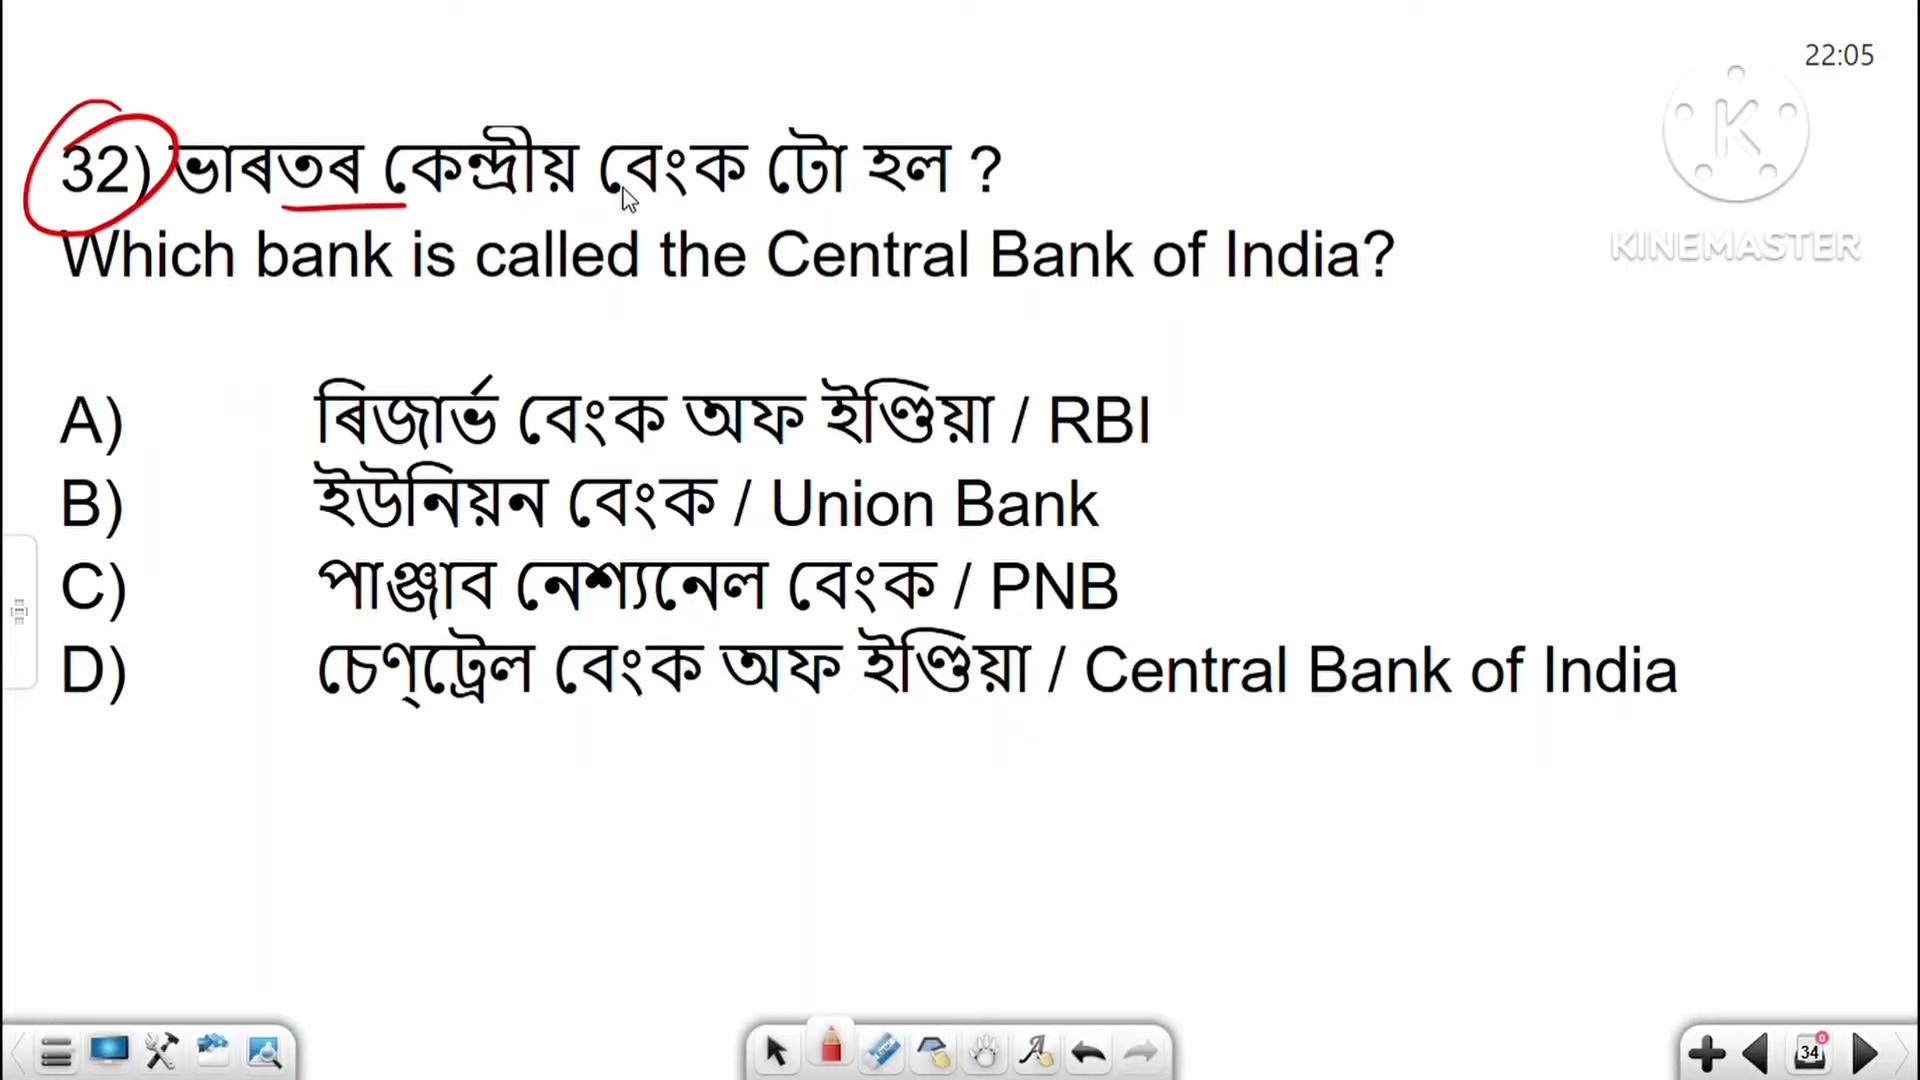 22:05
KINEMASTER
32) ভাৰতৰ কেন্দ্ৰীয় বেংক টো হল ?
Which bank is called the Central Bank of India?
A) ৰিজাৰ্ভ বেংক অফ ইণ্ডিয়া / RBI
B) ইউনিয়ন বেংক / Union Bank
C) পাঞ্জাব নেশ্যনেল বেংক / PNB
D) চেণ্ট্ৰেল বেংক অফ ইণ্ডিয়া / Central Bank of India
34
0